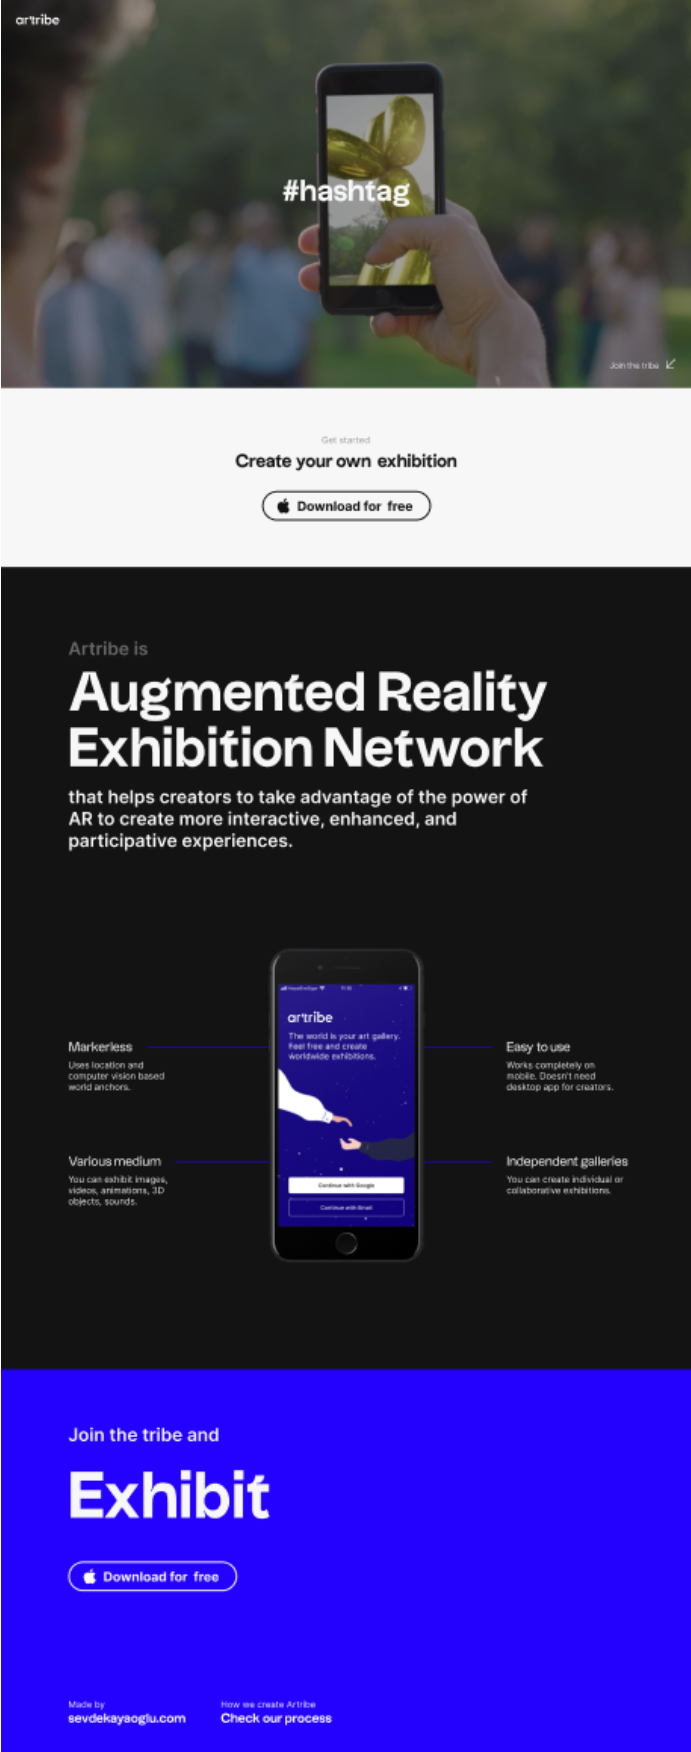 artribe
#hashtag
Join the tribe
Get started
Create your own exhibition
Download for free
Artribe is
Augmented Reality
Exhibition Network
that helps creators to take advantage of the power of
AR to create more interactive, enhanced, and
participative experiences.
artribe
The world is your art gallery.
Feel free and create
worldwide exhibitions.
Continue with Google
Continue with Email
Markerless
Uses location and
computer vision based
world anchors.
Easy to use
Works completely on
mobile. Doesn't need
desktop app for creators.
Various medium
You can exhibit images,
videos, animations, 3D
objects, sounds.
Independent galleries
You can create individual or
collaborative exhibitions.
Join the tribe and
Exhibit
Download for free
Made by
sevdekayaoglu.com
How we create Artribe
Check our process